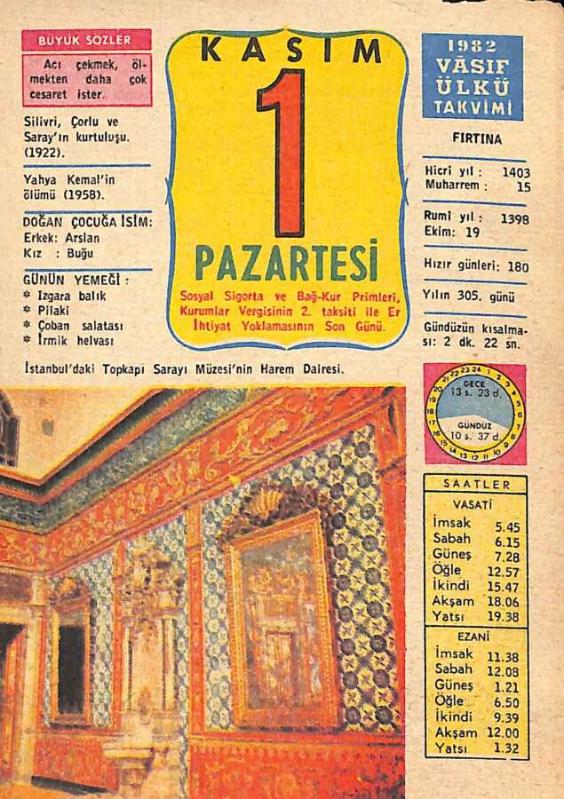 BÜYÜK SÖZLER
Acı çekmek, öl-
mekten daha çok
cesaret ister.
Silivri, Çorlu ve
Saray'ın kurtuluşu.
(1922).
Yahya Kemal'in
ölümü (1958).
DOĞAN ÇOCUĞA İSİM:
Erkek: Arslan
Kız : Buğu
GÜNÜN YEMEĞİ :
* Izgara balık
* Pilaki
* Çoban salatası
* İrmik helvası
KASIM
1
PAZARTESİ
Sosyal Sigorta ve Bağ-Kur Primleri,
Kurumlar Vergisinin 2. taksiti ile Er
İhtiyat Yoklamasının Son Günü.
1982
VÂSIF
ÜLKÜ
TAKVİMİ
FIRTINA
Hicrî yıl : 1403
Muharrem : 15
Rumî yıl : 1398
Ekim: 19
Hızır günleri: 180
Yılın 305. günü
Gündüzün kısalma-
sı: 2 dk. 22 sn.
İstanbul'daki Topkapı Sarayı Müzesi'nin Harem Dairesi.
GECE
13 s. 23 d.
GÜNDÜZ
10 s. 37 d.
SAATLER
VASATİ
İmsak 5.45
Sabah 6.15
Güneş 7.28
Öğle 12.57
İkindi 15.47
Akşam 18.06
Yatsı 19.38
EZANİ
İmsak 11.38
Sabah 12.08
Güneş 1.21
Öğle 6.50
İkindi 9.39
Akşam 12.00
Yatsı 1.32